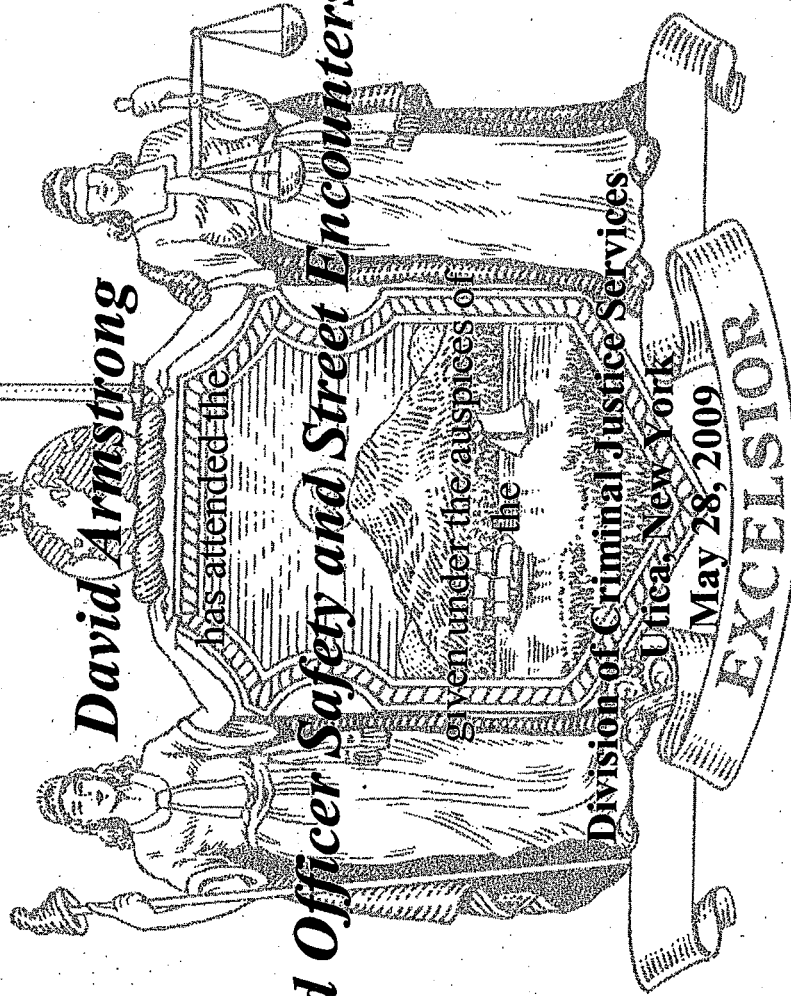 David Armstrong
has attended the
d Officer Safety and Street Encounters
given under the auspices of
the
Division of Criminal Justice Services
Utica, New York
May 28, 2009
EXCELSIOR